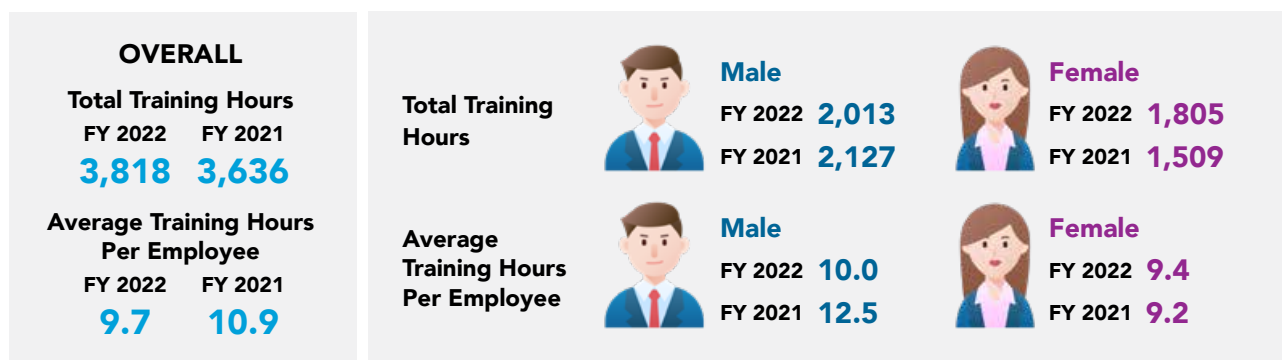 OVERALL
Total Training Hours
FY 2022 FY 2021
3,818 3,636
Average Training Hours
Per Employee
FY 2022 FY 2021
9.7 10.9
Total Training
Hours
Male
FY 2022 2,013
FY 2021 2,127
Female
FY 2022 1,805
FY 2021 1,509
Average
Training Hours
Per Employee
Male
FY 2022 10.0
FY 2021 12.5
Female
FY 2022 9.4
FY 2021 9.2